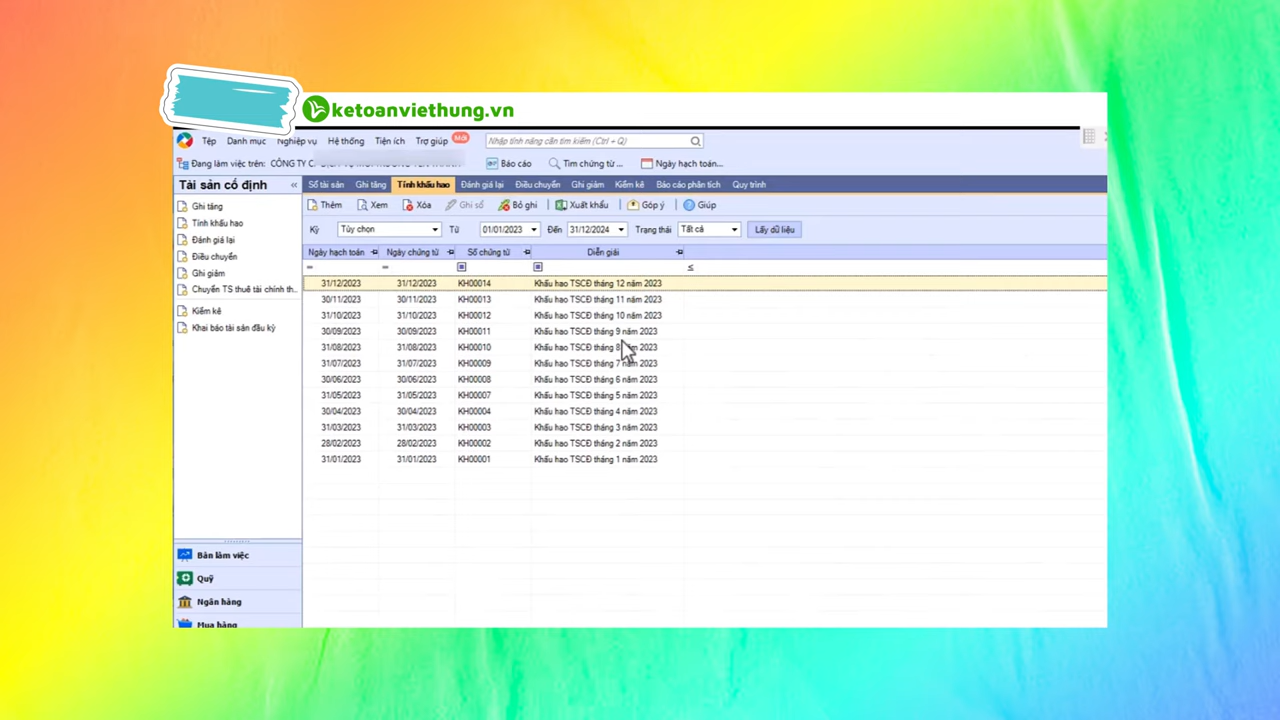 ketoanviethung.vn
Tệp Danh mục Nghiệp vụ Hệ thống Tiện ích Trợ giúp Mới Nhập tính năng cần tìm kiếm (Ctrl + Q)
Đang làm việc trên: CÔNG TY C Báo cáo Tìm chứng từ ... Ngày hạch toán...
Tài sản cố định « Sổ tài sản Ghi tăng Tính khấu hao Đánh giá lại Điều chuyển Ghi giảm Kiểm kê Báo cáo phân tích Quy trình
Thêm Xem Xóa Ghi sổ Bỏ ghi Xuất khẩu Góp ý Giúp
Kỳ Tùy chọn Từ 01/01/2023 Đến 31/12/2024 Trạng thái Tất cả Lấy dữ liệu
Ghi tăng
Tính khấu hao
Đánh giá lại
Điều chuyển
Ghi giảm
Chuyển TS thuê tài chính th...
Kiểm kê
Khai báo tài sản đầu kỳ
Ngày hạch toán Ngày chứng từ Số chứng từ Diễn giải
= = ≤
31/12/2023 31/12/2023 KH00014 Khấu hao TSCĐ tháng 12 năm 2023
30/11/2023 30/11/2023 KH00013 Khấu hao TSCĐ tháng 11 năm 2023
31/10/2023 31/10/2023 KH00012 Khấu hao TSCĐ tháng 10 năm 2023
30/09/2023 30/09/2023 KH00011 Khấu hao TSCĐ tháng 9 năm 2023
31/08/2023 31/08/2023 KH00010 Khấu hao TSCĐ tháng 8 năm 2023
31/07/2023 31/07/2023 KH00009 Khấu hao TSCĐ tháng 7 năm 2023
30/06/2023 30/06/2023 KH00008 Khấu hao TSCĐ tháng 6 năm 2023
31/05/2023 31/05/2023 KH00007 Khấu hao TSCĐ tháng 5 năm 2023
30/04/2023 30/04/2023 KH00004 Khấu hao TSCĐ tháng 4 năm 2023
31/03/2023 31/03/2023 KH00003 Khấu hao TSCĐ tháng 3 năm 2023
28/02/2023 28/02/2023 KH00002 Khấu hao TSCĐ tháng 2 năm 2023
31/01/2023 31/01/2023 KH00001 Khấu hao TSCĐ tháng 1 năm 2023
Bàn làm việc
Quỹ
Ngân hàng
Mua hàng